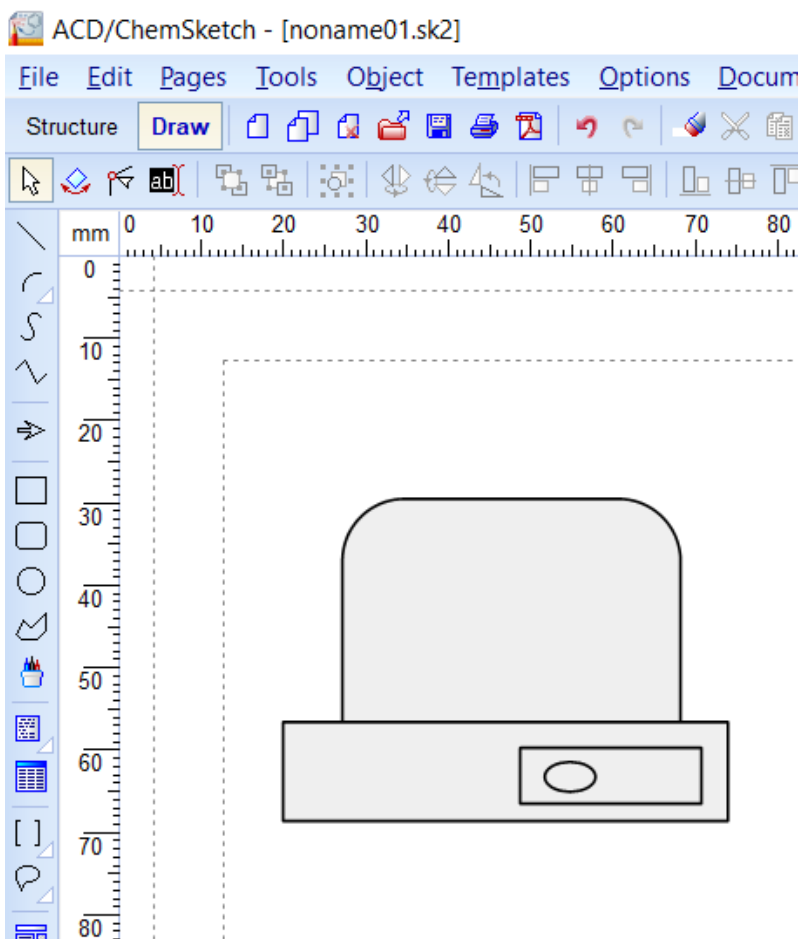 ACD/ChemSketch - [noname01.sk2]
File Edit Pages Tools Object Templates Options Docum
Structure Draw
ab
mm 0 10 20 30 40 50 60 70 80
0
10
20
30
40
50
60
70
80